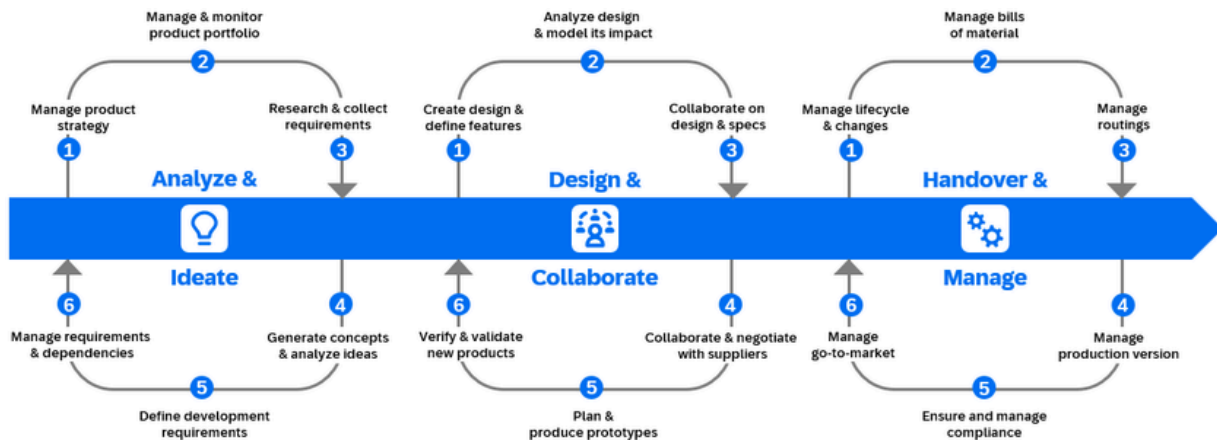 Manage & monitor
product portfolio
2
Manage product
strategy
1
Research & collect
requirements
3
Analyze &
Ideate
6
Manage requirements
& dependencies
4
Generate concepts
& analyze ideas
5
Define development
requirements
Analyze design
& model its impact
2
Create design &
define features
1
Collaborate on
design & specs
3
Design &
Collaborate
6
Verify & validate
new products
4
Collaborate & negotiate
with suppliers
5
Plan &
produce prototypes
Manage bills
of material
2
Manage lifecycle
& changes
1
Manage
routings
3
Handover &
Manage
6
Manage
go-to-market
4
Manage
production version
5
Ensure and manage
compliance